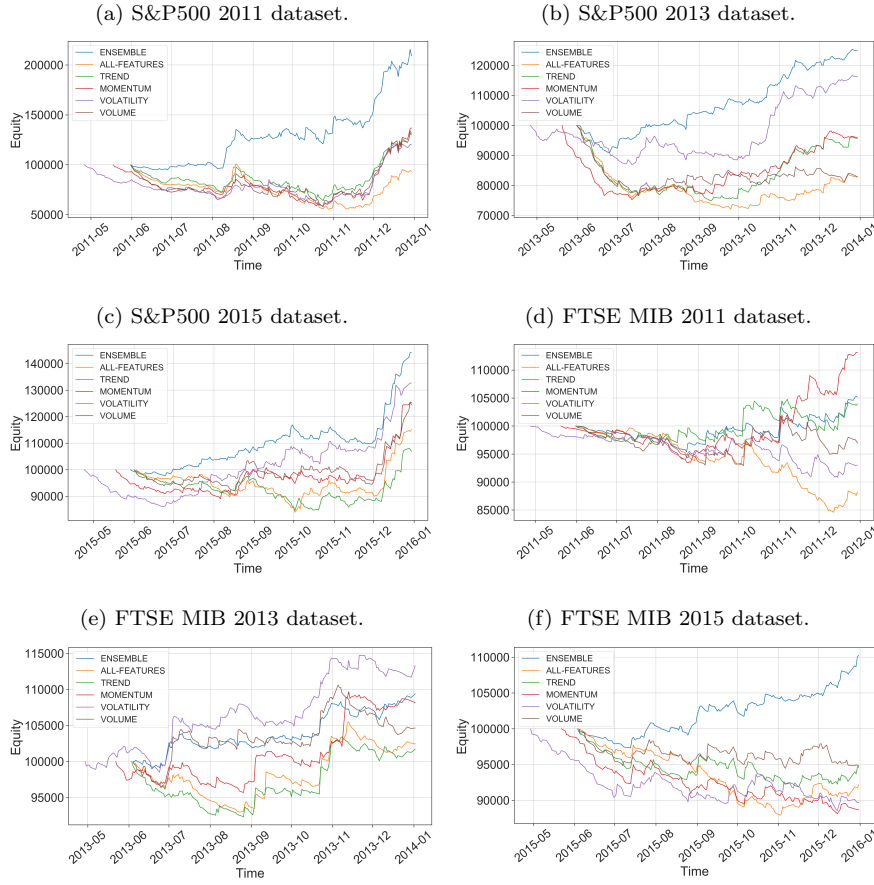 (a) S&P500 2011 dataset.
(b) S&P500 2013 dataset.
ENSEMBLE
ALL-FEATURES
TREND
MOMENTUM
VOLATILITY
VOLUME
200000
150000
100000
50000
Equity
2011-05
2011-06
2011-07
2011-08
2011-09
2011-10
2011-11
2011-12
2012-01
Time
ENSEMBLE
ALL-FEATURES
TREND
MOMENTUM
VOLATILITY
VOLUME
120000
110000
100000
90000
80000
70000
Equity
2013-05
2013-06
2013-07
2013-08
2013-09
2013-10
2013-11
2013-12
2014-01
Time
(c) S&P500 2015 dataset.
(d) FTSE MIB 2011 dataset.
ENSEMBLE
ALL-FEATURES
TREND
MOMENTUM
VOLATILITY
VOLUME
140000
130000
120000
110000
100000
90000
Equity
2015-05
2015-06
2015-07
2015-08
2015-09
2015-10
2015-11
2015-12
2016-01
Time
ENSEMBLE
ALL-FEATURES
TREND
MOMENTUM
VOLATILITY
VOLUME
110000
105000
100000
95000
90000
85000
Equity
2011-05
2011-06
2011-07
2011-08
2011-09
2011-10
2011-11
2011-12
2012-01
Time
(e) FTSE MIB 2013 dataset.
(f) FTSE MIB 2015 dataset.
ENSEMBLE
ALL-FEATURES
TREND
MOMENTUM
VOLATILITY
VOLUME
115000
110000
105000
100000
95000
Equity
2013-05
2013-06
2013-07
2013-08
2013-09
2013-10
2013-11
2013-12
2014-01
Time
ENSEMBLE
ALL-FEATURES
TREND
MOMENTUM
VOLATILITY
VOLUME
110000
105000
100000
95000
90000
Equity
2015-05
2015-06
2015-07
2015-08
2015-09
2015-10
2015-11
2015-12
2016-01
Time